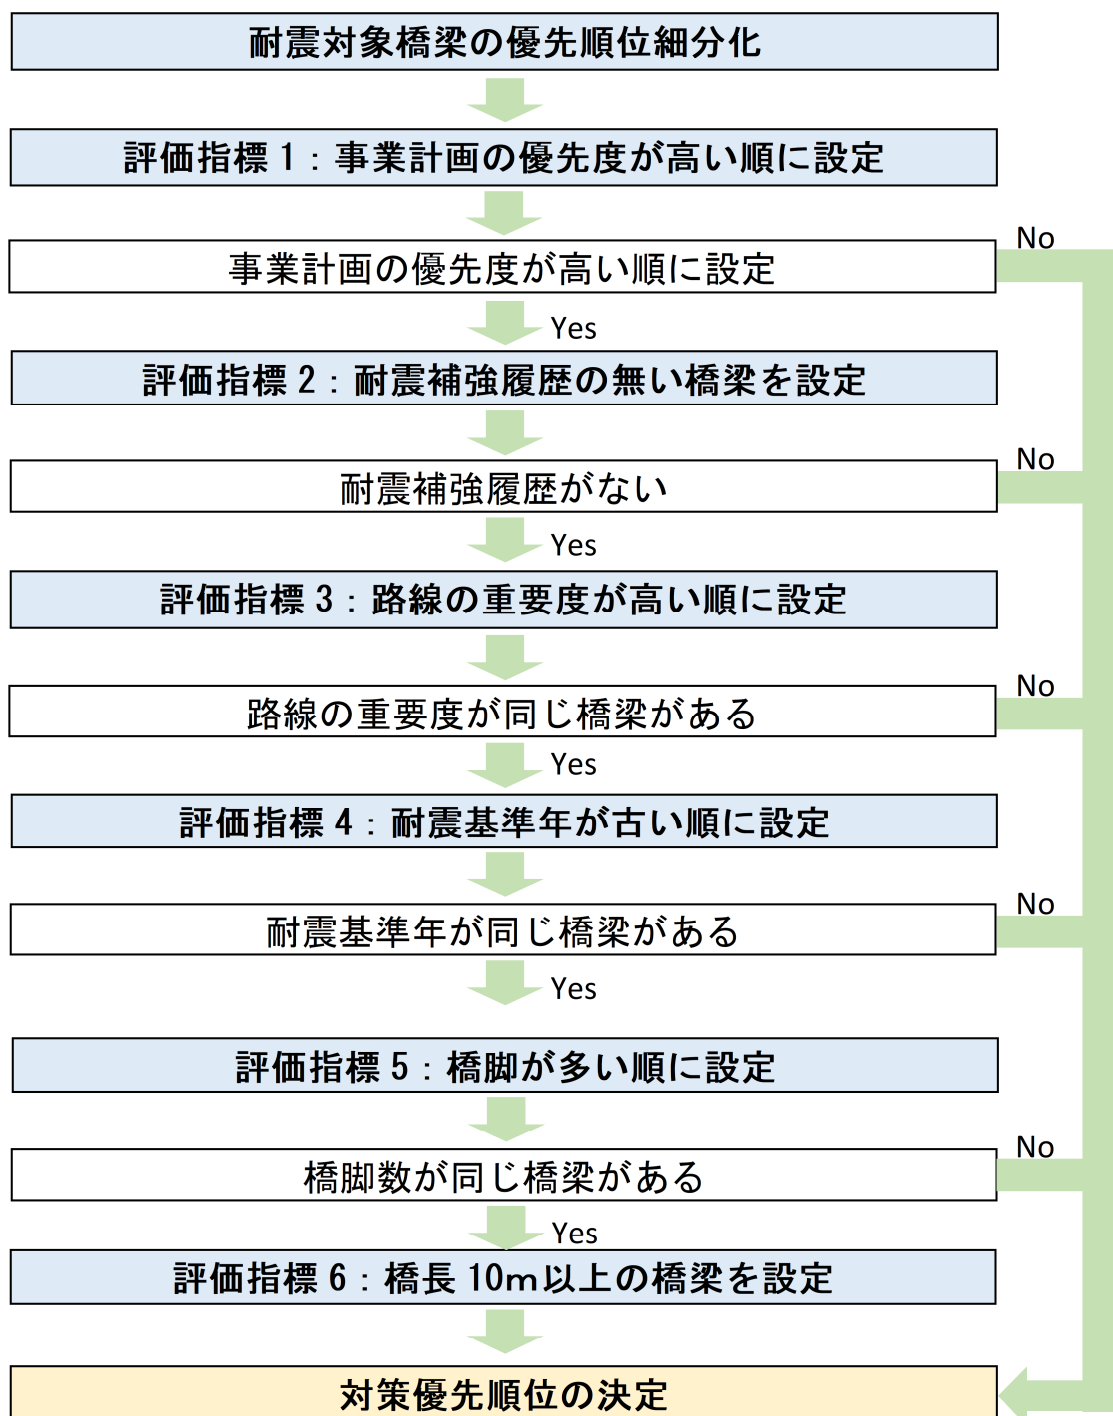 耐震対象橋梁の優先順位細分化
評価指標1：事業計画の優先度が高い順に設定
No
事業計画の優先度が高い順に設定
Yes
評価指標2：耐震補強履歴の無い橋梁を設定
No
耐震補強履歴がない
Yes
評価指標3：路線の重要度が高い順に設定
No
路線の重要度が同じ橋梁がある
Yes
評価指標4：耐震基準年が古い順に設定
No
耐震基準年が同じ橋梁がある
Yes
評価指標5：橋脚が多い順に設定
No
橋脚数が同じ橋梁がある
Yes
評価指標6：橋長10ｍ以上の橋梁を設定
対策優先順位の決定